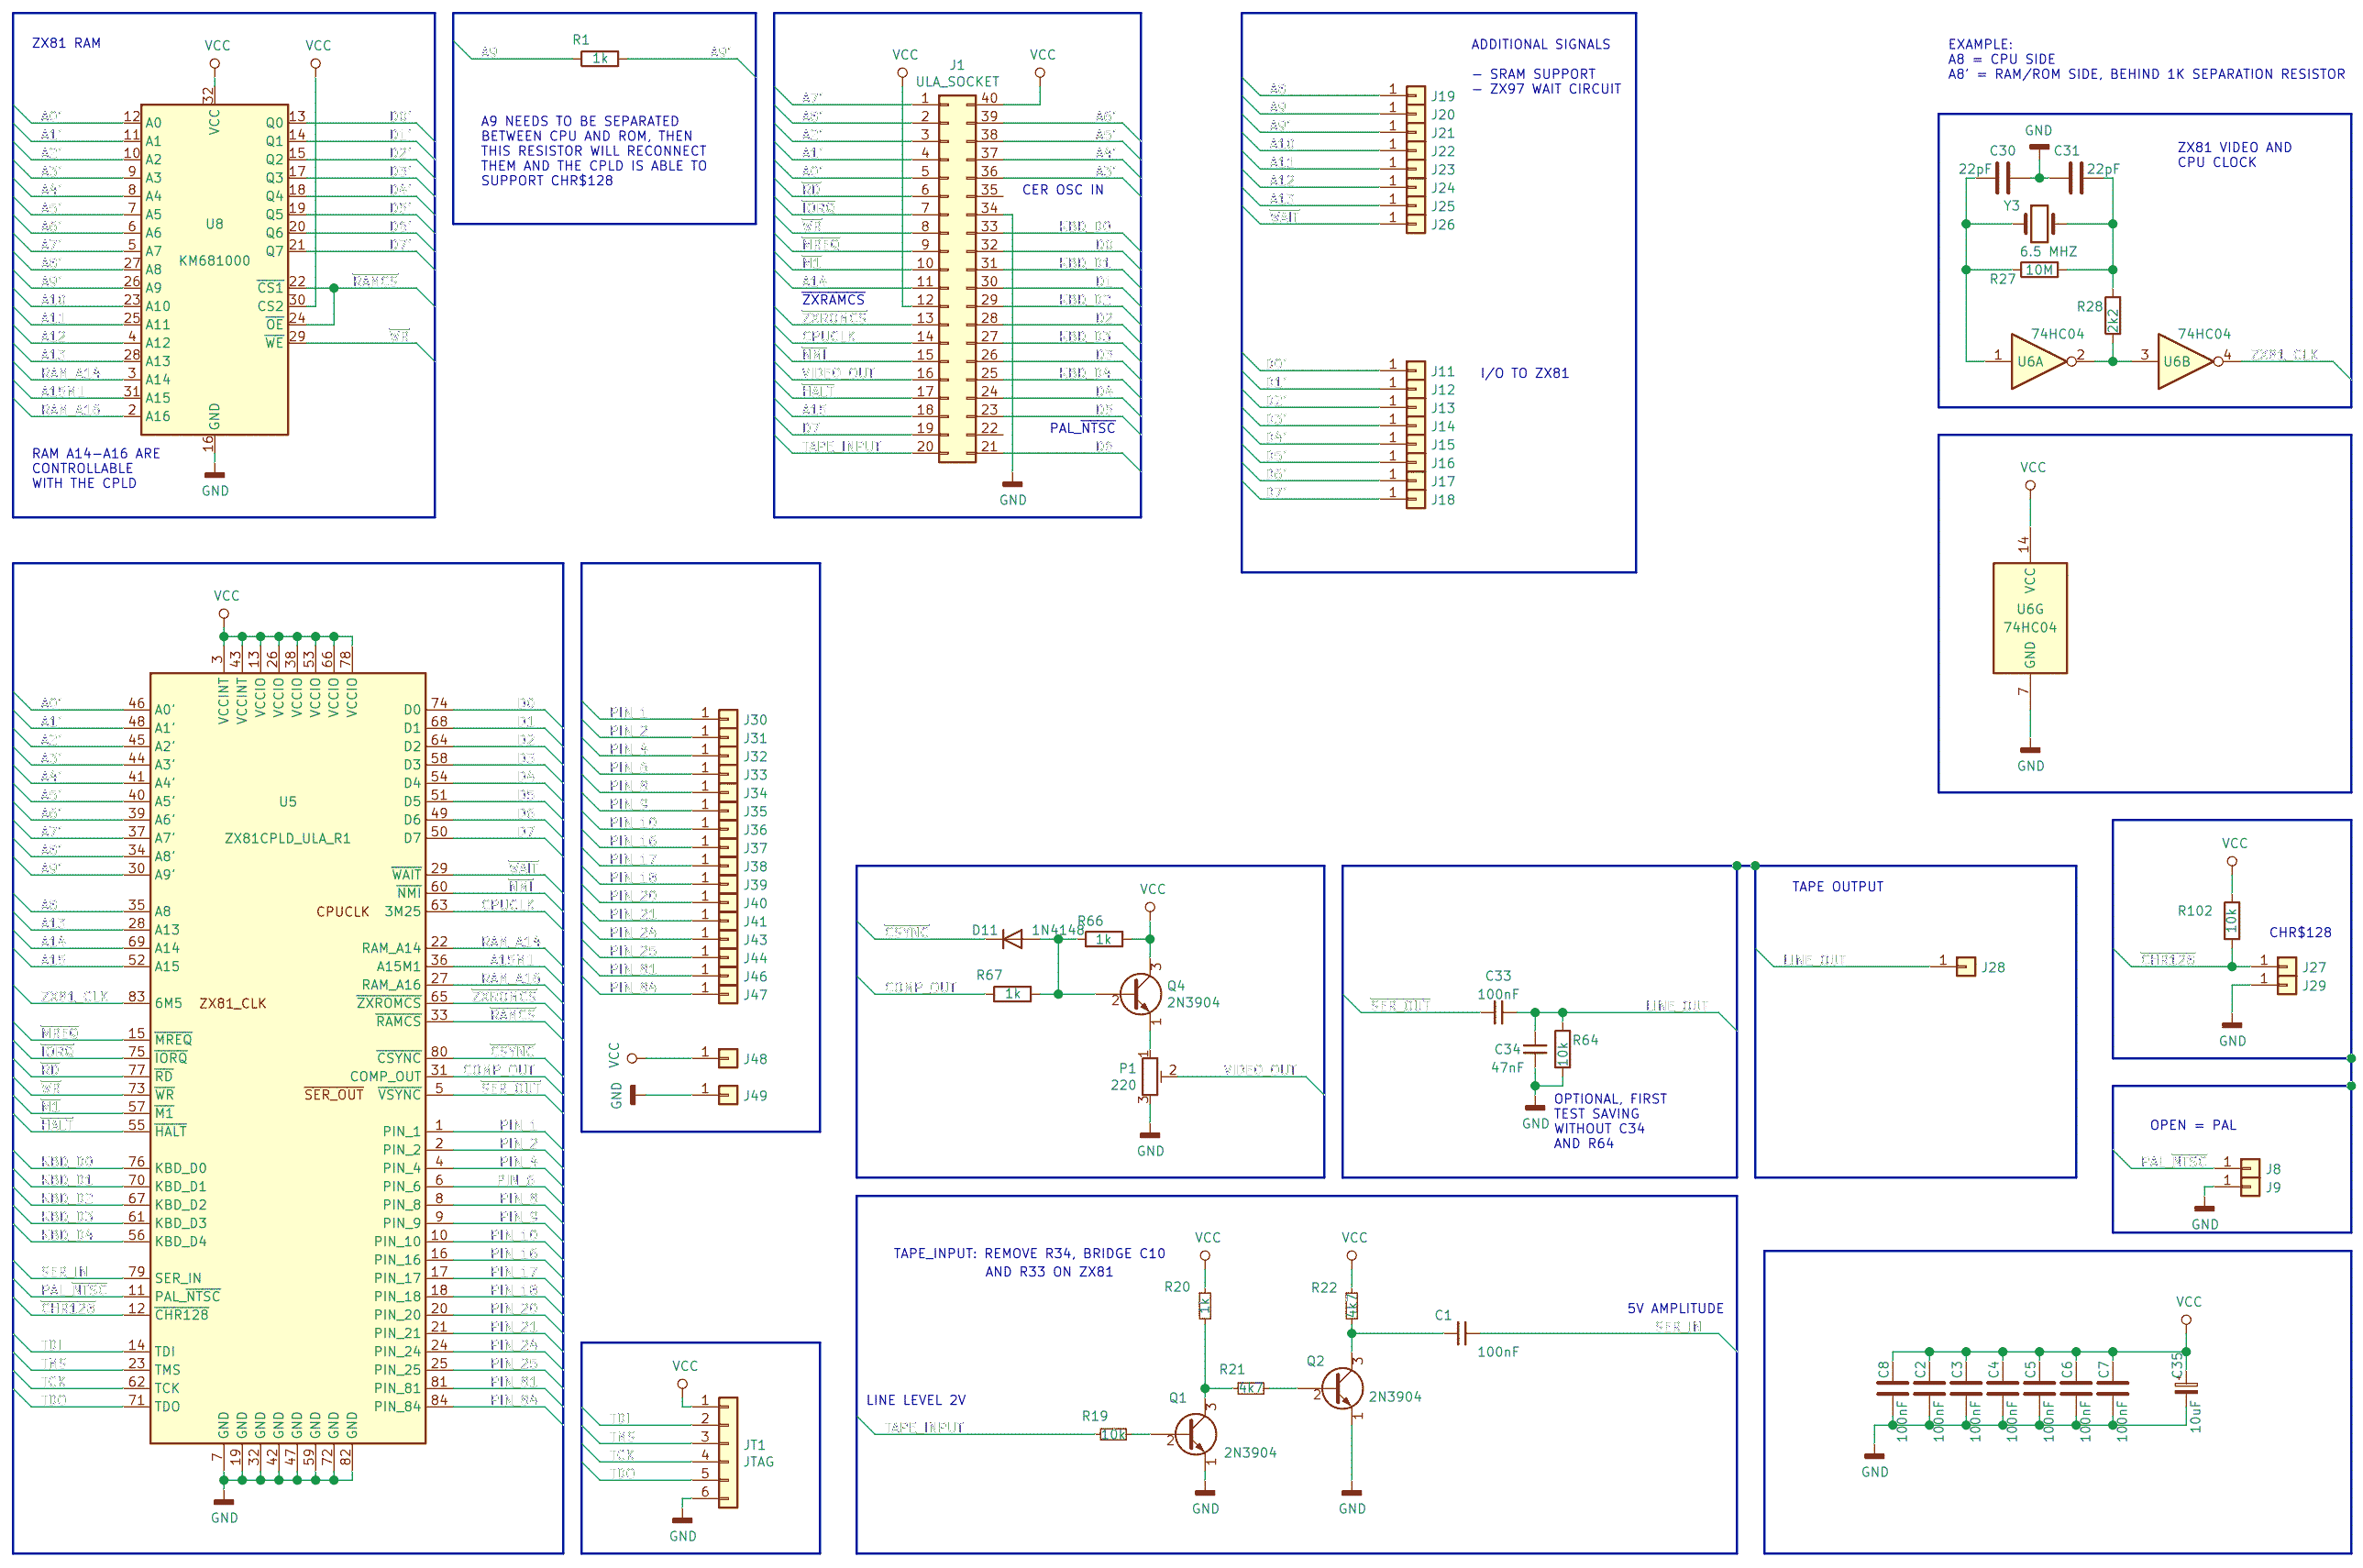 ZX81 RAM
VCC
VCC
32
VCC
A0' 12 A0 Q0 13 D0'
A1' 11 A1 Q1 14 D1'
A2' 10 A2 Q2 15 D2'
A3' 9 A3 Q3 17 D3'
A4' 8 A4 Q4 18 D4'
A5' 7 A5 Q5 19 D5'
A6' 6 A6 Q6 20 D6'
A7' 5 A7 Q7 21 D7'
U8
KM681000
A8' 27 A8
A9' 26 A9 CS1 22 RAMCS
A10 23 A10 CS2 30
A11 25 A11 OE 24
A12 4 A12 WE 29 WR
A13 28 A13
RAM_A14 3 A14
A15M1 31 A15
RAM_A16 2 A16
GND
16
GND
RAM A14-A16 ARE
CONTROLLABLE
WITH THE CPLD
A9 R1 1k A9'
A9 NEEDS TO BE SEPARATED
BETWEEN CPU AND ROM, THEN
THIS RESISTOR WILL RECONNECT
THEM AND THE CPLD IS ABLE TO
SUPPORT CHR$128
VCC
VCC
J1
ULA_SOCKET
A7' 1 40
A8' 2 39 A6'
A2' 3 38 A5'
A1' 4 37 A4'
A0' 5 36 A3'
RD 6 35 CER OSC IN
IORQ 7 34
WR 8 33 KBD_D0
MREQ 9 32 D0
M1 10 31 KBD_D1
A14 11 30 D1
ZXRAMCS 12 29 KBD_D2
ZXROMCS 13 28 D2
CPUCLK 14 27 KBD_D3
NMI 15 26 D3
VIDEO_OUT 16 25 KBD_D4
HALT 17 24 D4
A15 18 23 D5
D7 19 22 PAL_NTSC
TAPE_INPUT 20 21 D6
GND
ADDITIONAL SIGNALS
- SRAM SUPPORT
- ZX97 WAIT CIRCUIT
A8 1 J19
A9 1 J20
A9' 1 J21
A10 1 J22
A11 1 J23
A12 1 J24
A13 1 J25
WAIT 1 J26
I/O TO ZX81
D0' 1 J11
D1' 1 J12
D2' 1 J13
D3' 1 J14
D4' 1 J15
D5' 1 J16
D6' 1 J17
D7' 1 J18
EXAMPLE:
A8 = CPU SIDE
A8' = RAM/ROM SIDE, BEHIND 1K SEPARATION RESISTOR
GND
C30 C31
22pF 22pF
ZX81 VIDEO AND
CPU CLOCK
Y3
6.5 MHZ
R27 10M
R28 2k2
74HC04 74HC04
1 U6A 2 3 U6B 4 ZX81_CLK
VCC
14
VCC
U6G
74HC04
GND
7
GND
VCC
3 43 13 26 38 53 66 78
VCCINT VCCINT VCCIO VCCIO VCCIO VCCIO VCCIO VCCIO
U5
ZX81CPLD_ULA_R1
A0' 46 A0' D0 74 D0
A1' 48 A1' D1 68 D1
A2' 45 A2' D2 64 D2
A3' 44 A3' D3 58 D3
A4' 41 A4' D4 54 D4
A5' 40 A5' D5 51 D5
A6' 39 A6' D6 49 D6
A7' 37 A7' D7 50 D7
A8' 34 A8'
A9' 30 A9' WAIT 29 WAIT
NMI 60 NMI
A8 35 A8 CPUCLK 3M25 63 CPUCLK
A13 28 A13
A14 69 A14 RAM_A14 22 RAM_A14
A15 52 A15 A15M1 36 A15M1
RAM_A16 27 RAM_A16
ZX81_CLK 83 6M5 ZX81_CLK ZXROMCS 65 ZXROMCS
RAMCS 33 RAMCS
MREQ 15 MREQ
IORQ 75 IORQ CSYNC 80 CSYNC
RD 77 RD COMP_OUT 31 COMP_OUT
WR 73 WR SER_OUT VSYNC 5 SER_OUT
M1 57 M1
HALT 55 HALT PIN_1 1 PIN_1
PIN_2 2 PIN_2
KBD_D0 76 KBD_D0 PIN_4 4 PIN_4
KBD_D1 70 KBD_D1 PIN_6 6 PIN_6
KBD_D2 67 KBD_D2 PIN_8 8 PIN_8
KBD_D3 61 KBD_D3 PIN_9 9 PIN_9
KBD_D4 56 KBD_D4 PIN_10 10 PIN_10
PIN_16 16 PIN_16
SER_IN 79 SER_IN PIN_17 17 PIN_17
PAL_NTSC 11 PAL_NTSC PIN_18 18 PIN_18
CHR128 12 CHR128 PIN_20 20 PIN_20
PIN_21 21 PIN_21
TDI 14 TDI PIN_24 24 PIN_24
TMS 23 TMS PIN_25 25 PIN_25
TCK 62 TCK PIN_81 81 PIN_81
TDO 71 TDO PIN_84 84 PIN_84
GND GND GND GND GND GND GND GND
7 19 32 42 47 59 72 82
GND
PIN_1 1 J30
PIN_2 1 J31
PIN_4 1 J32
PIN_6 1 J33
PIN_8 1 J34
PIN_9 1 J35
PIN_10 1 J36
PIN_16 1 J37
PIN_17 1 J38
PIN_18 1 J39
PIN_20 1 J40
PIN_21 1 J41
PIN_24 1 J43
PIN_25 1 J44
PIN_81 1 J46
PIN_84 1 J47
VCC 1 J48
GND 1 J49
VCC
1
TDI 2
TMS 3
TCK 4
TDO 5
6
JT1
JTAG
GND
VCC
CSYNC D11 1N4148 R66 1k
COMP_OUT R67 1k 2 3 1 Q4
2N3904
P1
220
1 2 3
VIDEO_OUT
GND
SER_OUT C33
100nF
LINE_OUT
C34
47nF
R64 10k
GND
OPTIONAL, FIRST
TEST SAVING
WITHOUT C34
AND R64
TAPE OUTPUT
LINE_OUT 1 J28
VCC
R102 10k
CHR$128
CHR128 1 J27
1 J29
GND
OPEN = PAL
PAL_NTSC 1 J8
1 J9
GND
TAPE_INPUT: REMOVE R34, BRIDGE C10
AND R33 ON ZX81
VCC VCC
R20 1k
R22 4k7
5V AMPLITUDE
C1
100nF
SER_IN
R21 4k7
Q2
2 3 1
2N3904
LINE LEVEL 2V
TAPE_INPUT
R19 10k
Q1
2 3 1
2N3904
GND GND
VCC
C8 C2 C3 C4 C5 C6 C7 C35
100nF 100nF 100nF 100nF 100nF 100nF 100nF 10uF
GND